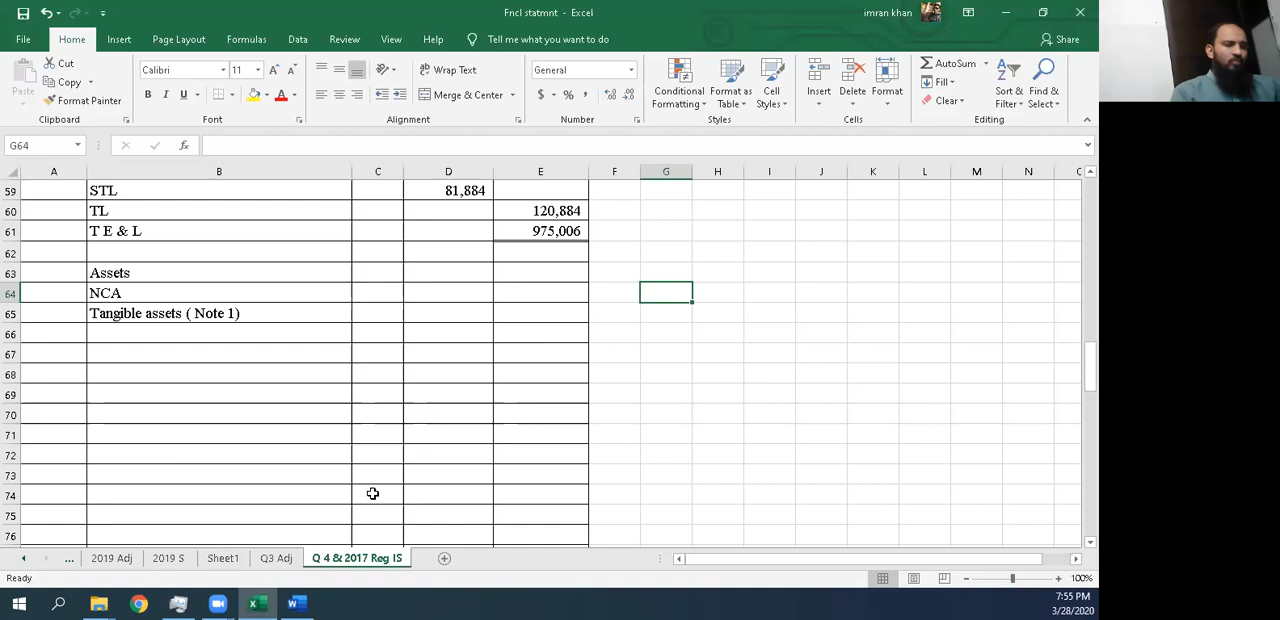 Fncl statmnt - Excel
imran khan
File Home Insert Page Layout Formulas Data Review View Help Tell me what you want to do Share
Paste
Cut
Copy
Format Painter
Clipboard
Calibri 11
B I U
Font
Wrap Text
Merge & Center
Alignment
General
$ % ,
Number
Conditional Formatting
Format as Table
Cell Styles
Styles
Insert
Delete
Format
Cells
AutoSum
Fill
Clear
Sort & Filter
Find & Select
Editing
G64
fx
A B C D E F G H I J K L M N
59 STL 81,884
60 TL 120,884
61 T E & L 975,006
62
63 Assets
64 NCA
65 Tangible assets ( Note 1)
66
67
68
69
70
71
72
73
74
75
76
... 2019 Adj 2019 S Sheet1 Q3 Adj Q 4 & 2017 Reg IS
Ready
100%
7:55 PM
3/28/2020